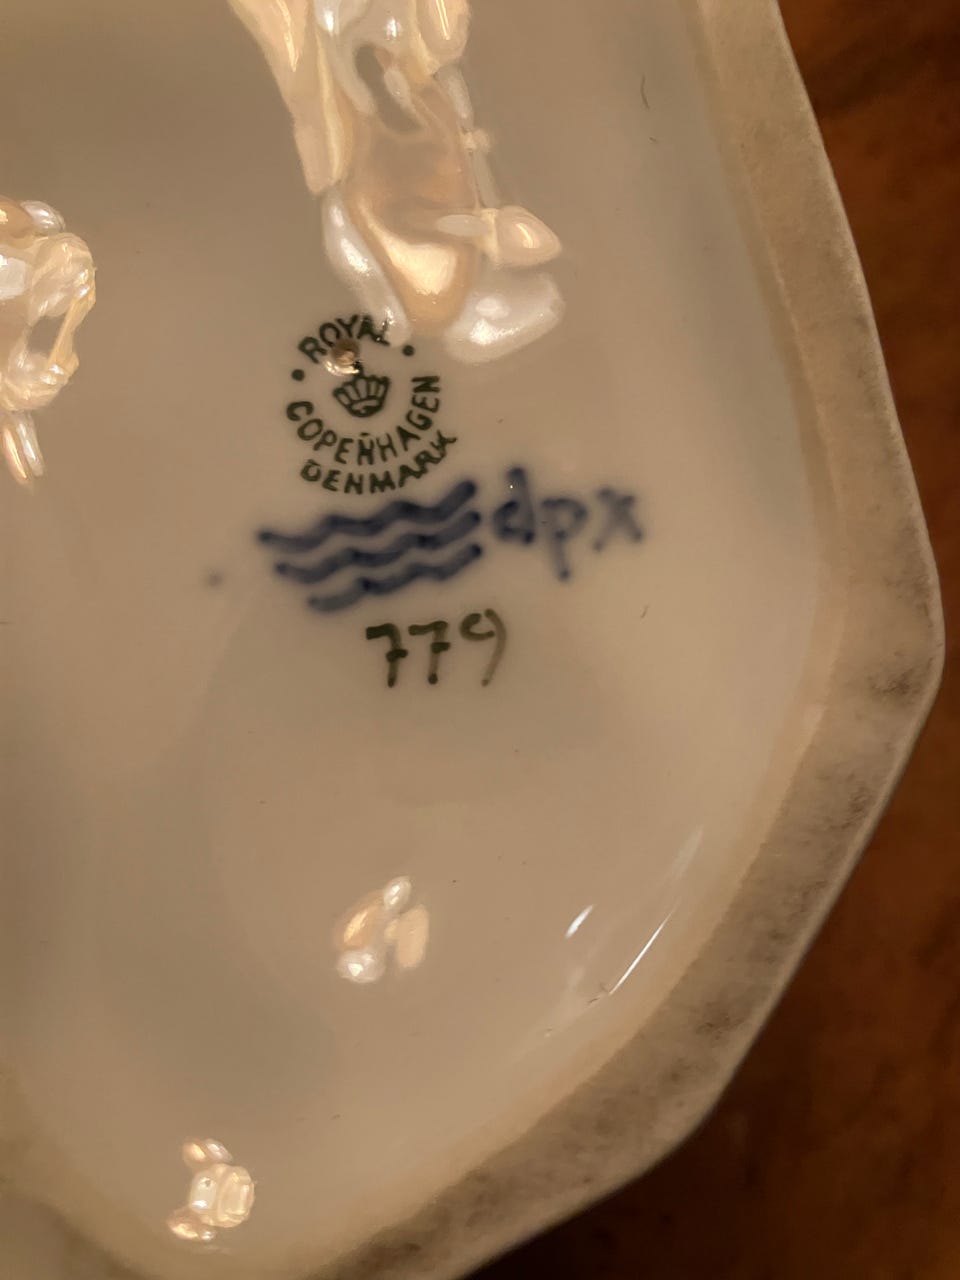 ROYAL
COPENHAGEN
DENMARK
dpx
779